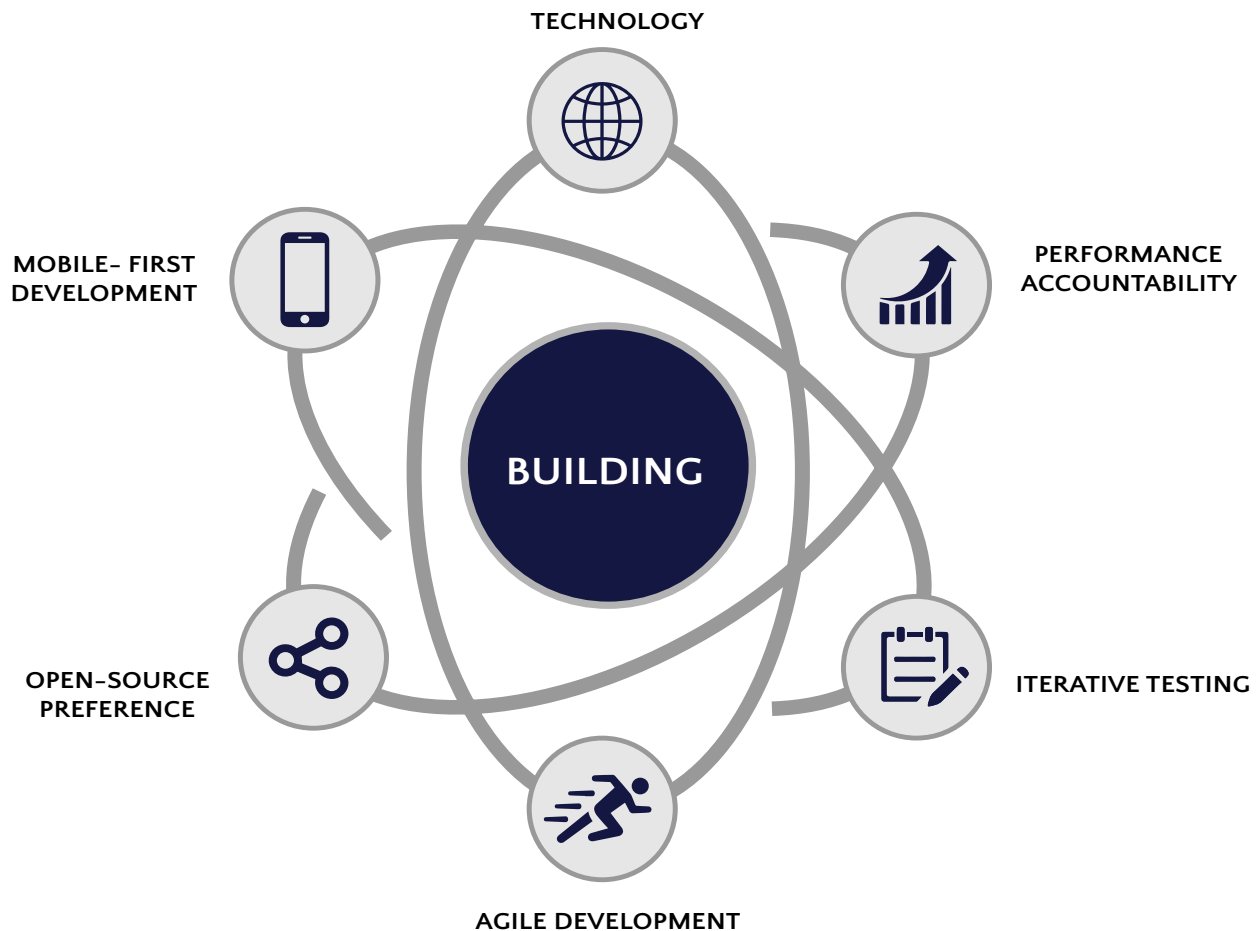 TECHNOLOGY
MOBILE- FIRST
DEVELOPMENT
PERFORMANCE
ACCOUNTABILITY
BUILDING
OPEN-SOURCE
PREFERENCE
ITERATIVE TESTING
AGILE DEVELOPMENT